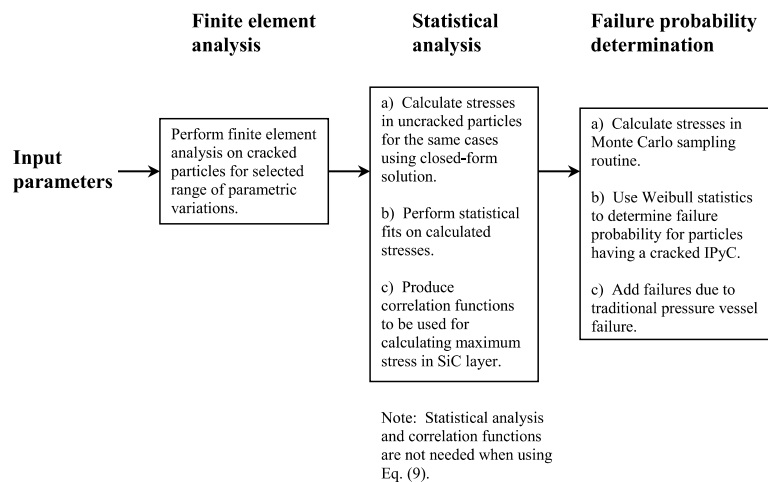 Finite element
analysis
Statistical
analysis
Failure probability
determination
Input
parameters
Perform finite element
analysis on cracked
particles for selected
range of parametric
variations.
a) Calculate stresses
in uncracked particles
for the same cases
using closed-form
solution.
b) Perform statistical
fits on calculated
stresses.
c) Produce
correlation functions
to be used for
calculating maximum
stress in SiC layer.
a) Calculate stresses in
Monte Carlo sampling
routine.
b) Use Weibull statistics
to determine failure
probability for particles
having a cracked IPyC.
c) Add failures due to
traditional pressure vessel
failure.
Note: Statistical analysis
and correlation functions
are not needed when using
Eq. (9).